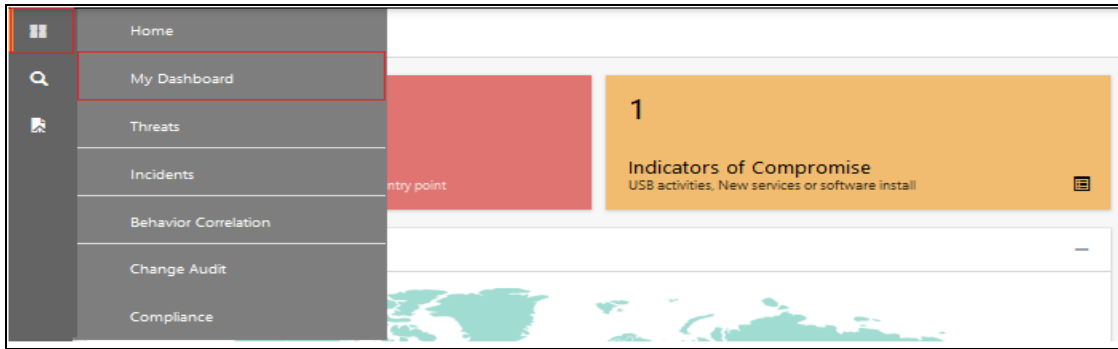 Home
My Dashboard
Threats
Incidents
Behavior Correlation
Change Audit
Compliance
ntry point
1
Indicators of Compromise
USB activities, New services or software install